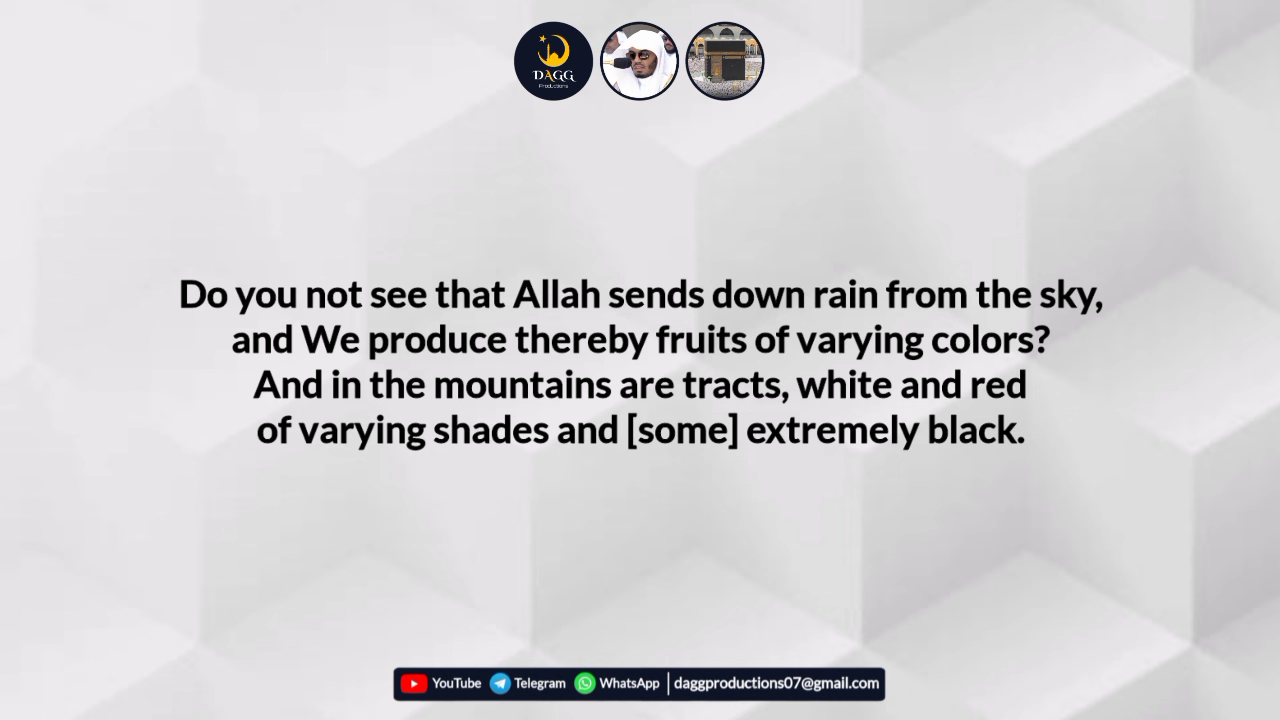 DAGG
Productions
Do you not see that Allah sends down rain from the sky,
and We produce thereby fruits of varying colors?
And in the mountains are tracts, white and red
of varying shades and [some] extremely black.
YouTube Telegram WhatsApp | daggproductions07@gmail.com